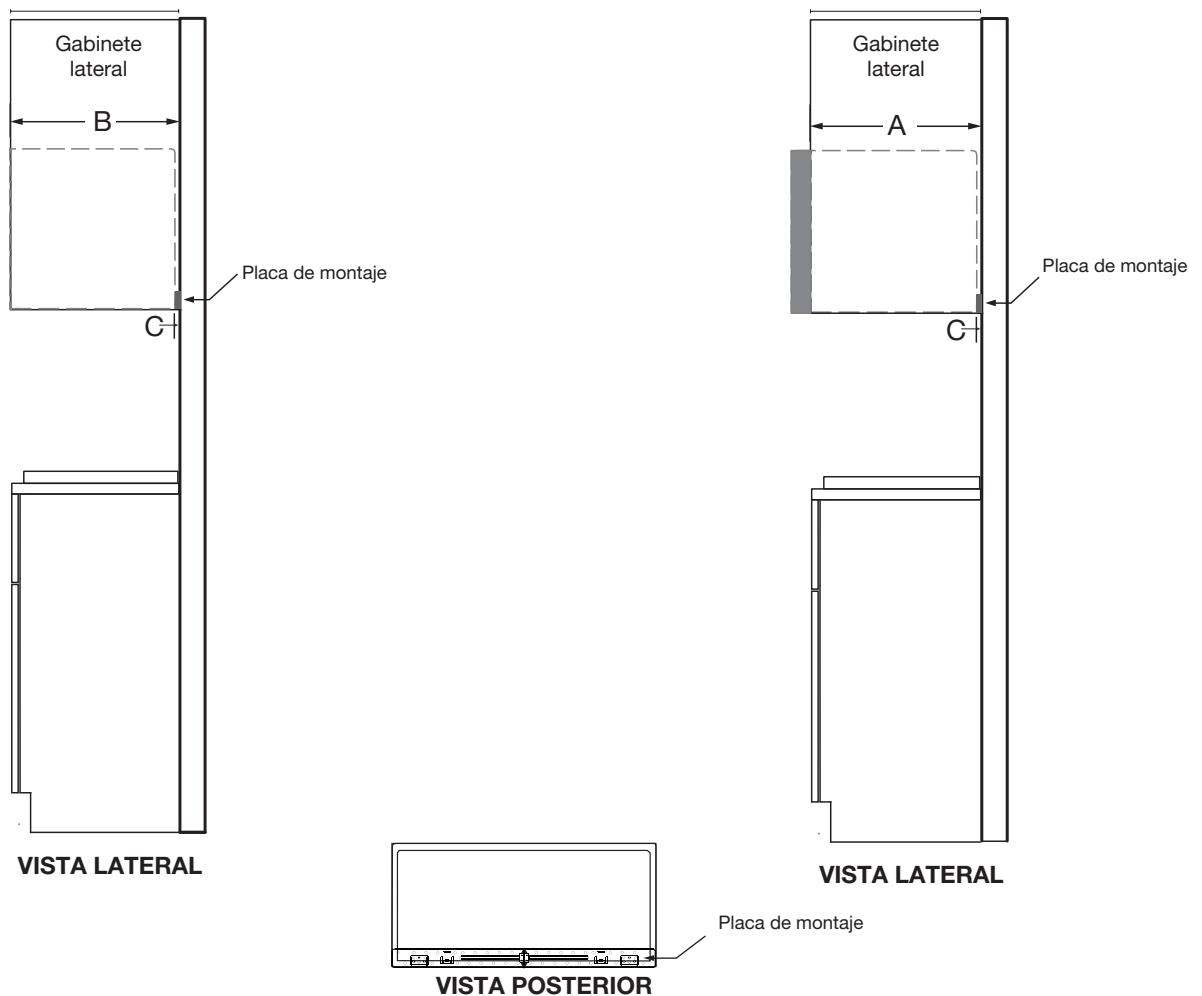 Gabinete
lateral
B
Placa de montaje
C
VISTA LATERAL
Gabinete
lateral
A
Placa de montaje
C
VISTA LATERAL
Placa de montaje
VISTA POSTERIOR